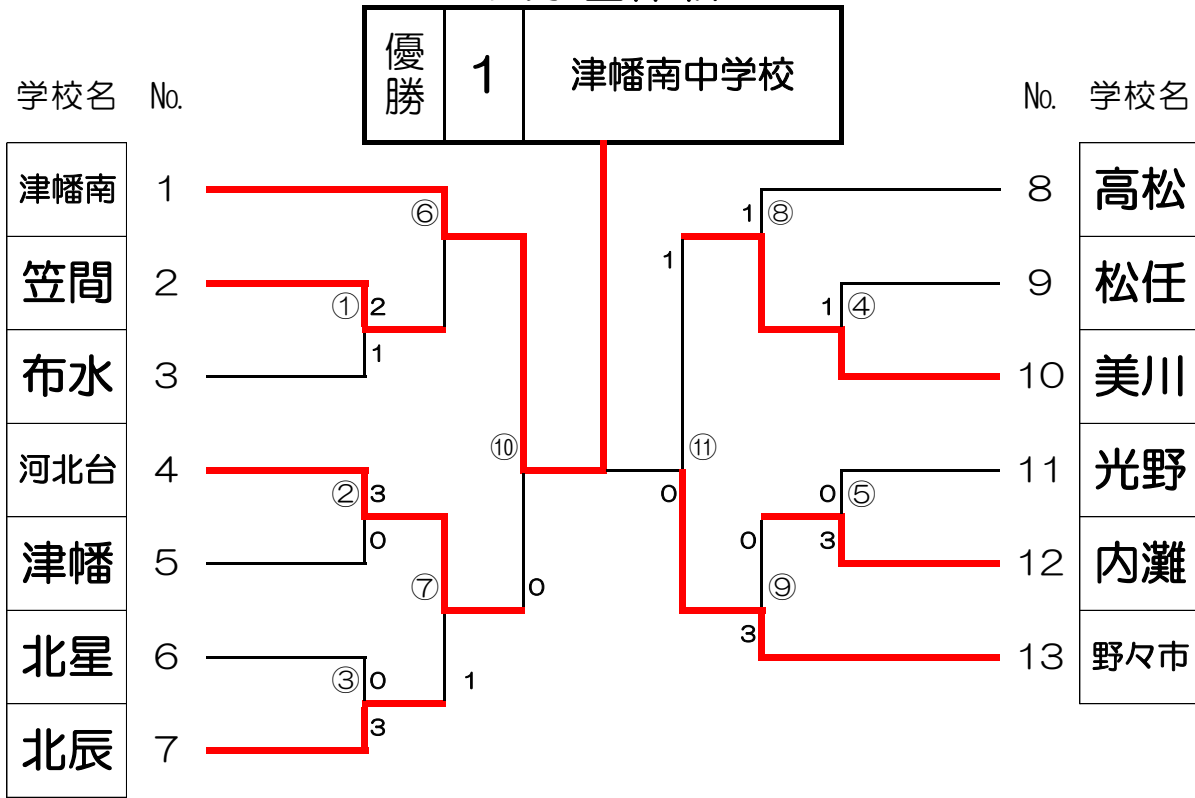 優勝 1 津幡南中学校
学校名 No.
No. 学校名
津幡南 1
⑥
1 ⑧
8 高松
1
笠間 2
① 2
1 ④
9 松任
布水 3
1
10 美川
⑩
⑪
河北台 4
② 3
0
0 ⑤
11 光野
津幡 5
0
0
3
12 内灘
⑦
0
⑨
北星 6
③ 0
1
3
13 野々市
北辰 7
3